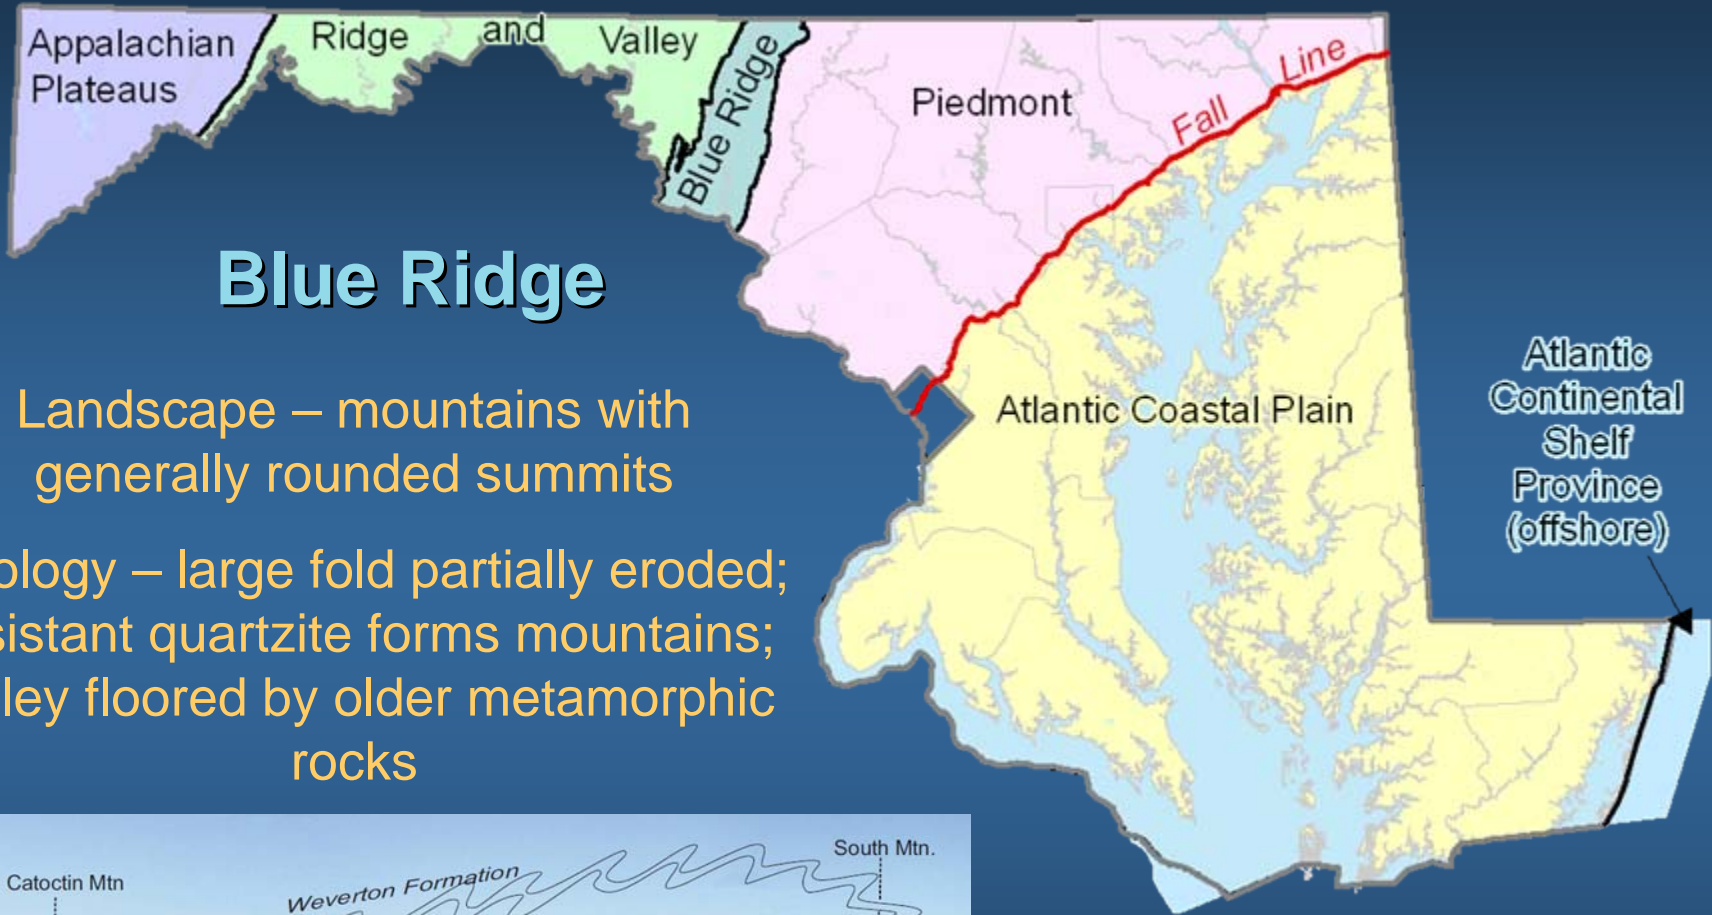 Appalachian
Plateaus
Ridge and Valley
Blue Ridge
Piedmont
Fall Line
Blue Ridge
Atlantic
Continental
Shelf
Province
(offshore)
Atlantic Coastal Plain
Landscape – mountains with
generally rounded summits
ology – large fold partially eroded;
sistant quartzite forms mountains;
ley floored by older metamorphic
rocks
South Mtn.
Catoctin Mtn
Weverton Formation